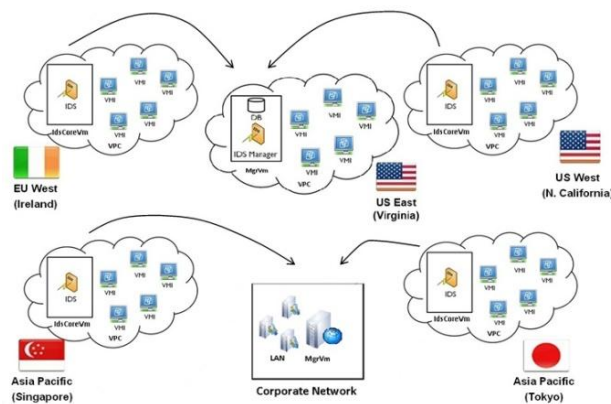 VMI
VMI
VMI
VMI
VMI
IDS
IdsCoreVm
VPC
EU West
(Ireland)
DB
IDS Manager
MgrVm
VMI
VMI
VMI
VMI
VMI
VPC
US East
(Virginia)
VMI
VMI
VMI
VMI
VMI
IDS
IdsCoreVm
VPC
US West
(N. California)
VMI
VMI
VMI
VMI
VMI
IDS
IdsCoreVm
VPC
Asia Pacific
(Singapore)
LAN
MgrVm
Corporate Network
VMI
VMI
VMI
VMI
VMI
IDS
IdsCoreVm
VPC
Asia Pacific
(Tokyo)